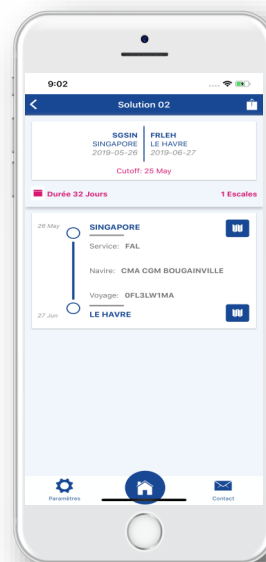 9:02
Solution 02
SGSIN FRLEH
SINGAPORE LE HAVRE
2019-05-26 2019-06-27
Cutoff: 25 May
Durée 32 Jours 1 Escales
26 May SINGAPORE
Service: FAL
Navire: CMA CGM BOUGAINVILLE
Voyage: 0FL3LW1MA
27 Jun LE HAVRE
Paramètres Contact